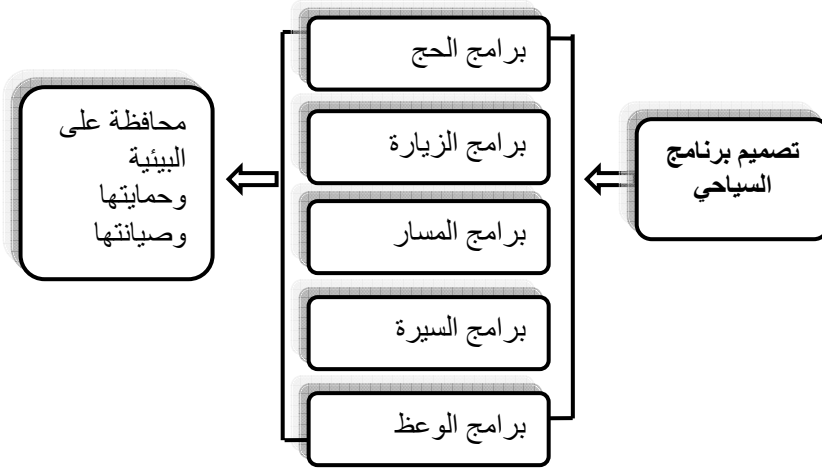 تصميم برنامج
السياحي
برامج الحج
برامج الزيارة
برامج المسار
برامج السيرة
برامج الوعظ
محافظة على
البيئية
وحمايتها
وصيانتها